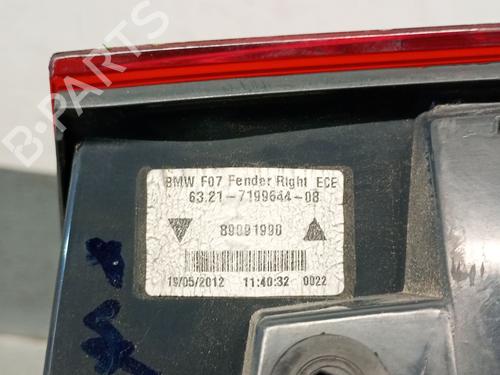 BMW F07 Fender Right ECE
63.21-7199644-08
89091990
19/05/2012 11:40:32 0022
B-PARTS